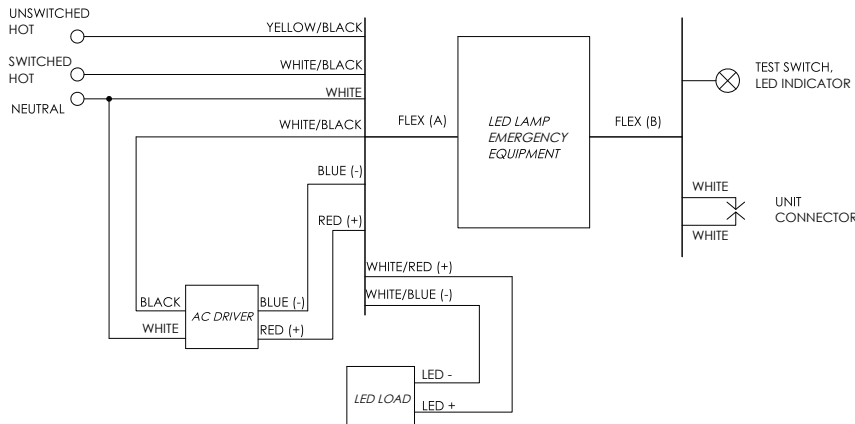 UNSWITCHED
HOT
YELLOW/BLACK
SWITCHED
HOT
WHITE/BLACK
NEUTRAL
WHITE
WHITE/BLACK
BLUE (-)
RED (+)
WHITE/RED (+)
WHITE/BLUE (-)
FLEX (A)
LED LAMP
EMERGENCY
EQUIPMENT
FLEX (B)
TEST SWITCH,
LED INDICATOR
WHITE
WHITE
UNIT
CONNECTOR
BLACK
WHITE
AC DRIVER
BLUE (-)
RED (+)
LED LOAD
LED -
LED +